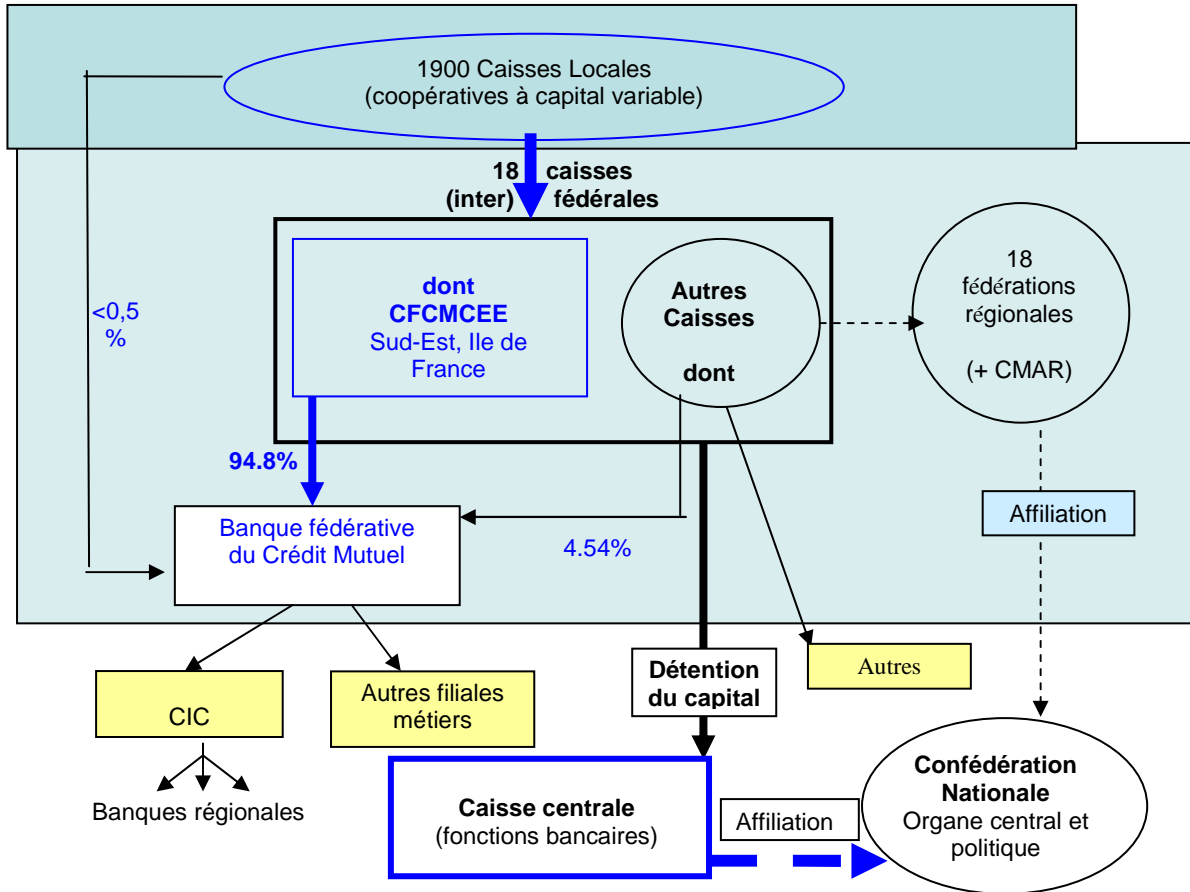 1900 Caisses Locales
(coopératives à capital variable)
18 caisses
(inter) fédérales
<0,5
%
dont
CFCMCEE
Sud-Est, Ile de
France
Autres
Caisses
dont
18
fédérations
régionales
(+ CMAR)
94.8%
Banque fédérative
du Crédit Mutuel
4.54%
Affiliation
CIC
Autres filiales
métiers
Détention
du capital
Autres
Banques régionales
Caisse centrale
(fonctions bancaires)
Affiliation
Confédération
Nationale
Organe central et
politique